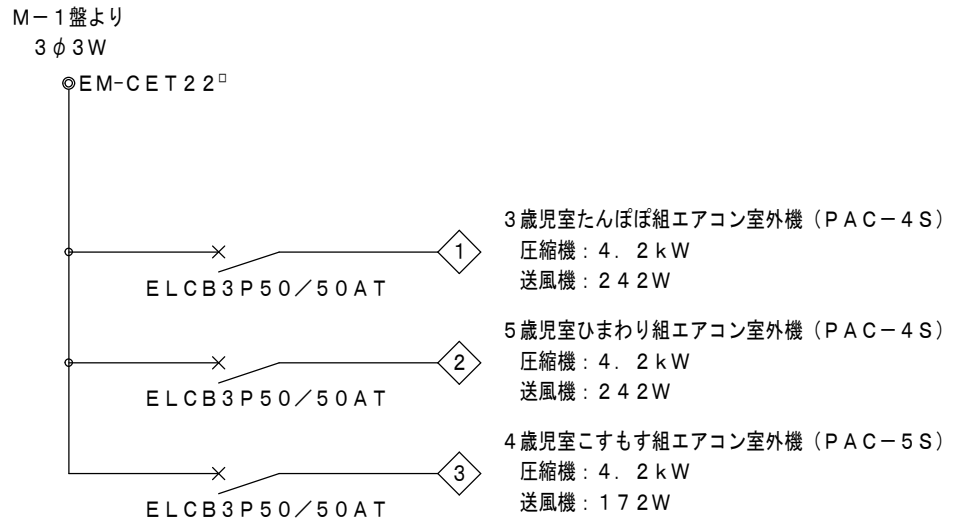 M－1盤より
3φ3W
EM-CET22□
3歳児室たんぽぽ組エアコン室外機（PAC－4S）
圧縮機：4．2kW
送風機：242W
1
ELCB3P50／50AT
5歳児室ひまわり組エアコン室外機（PAC－4S）
圧縮機：4．2kW
送風機：242W
2
ELCB3P50／50AT
4歳児室こすもす組エアコン室外機（PAC－5S）
圧縮機：4．2kW
送風機：172W
3
ELCB3P50／50AT